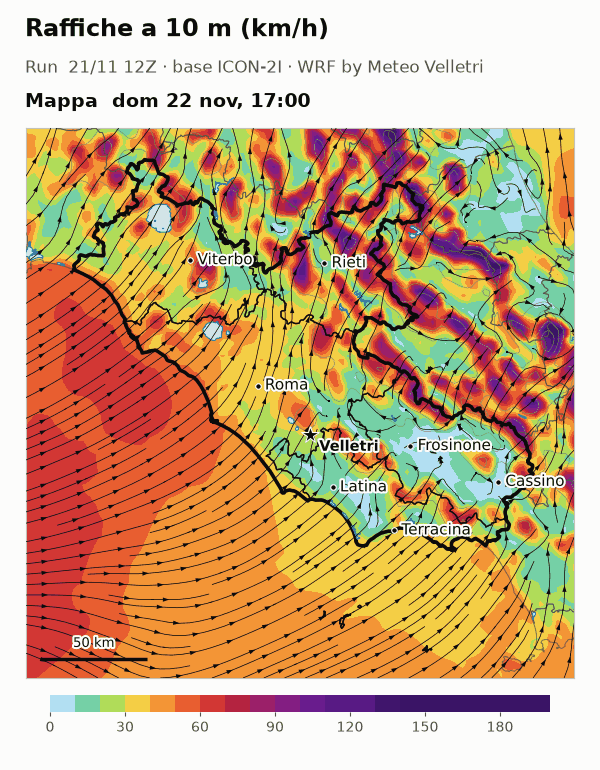 Raffiche a 10 m (km/h)
Run  21/11 12Z · base ICON-2I · WRF by Meteo Velletri
Mappa  dom 22 nov, 17:00
Viterbo
Rieti
Roma
Velletri
Frosinone
Latina
Cassino
Terracina
50 km
0 30 60 90 120 150 180